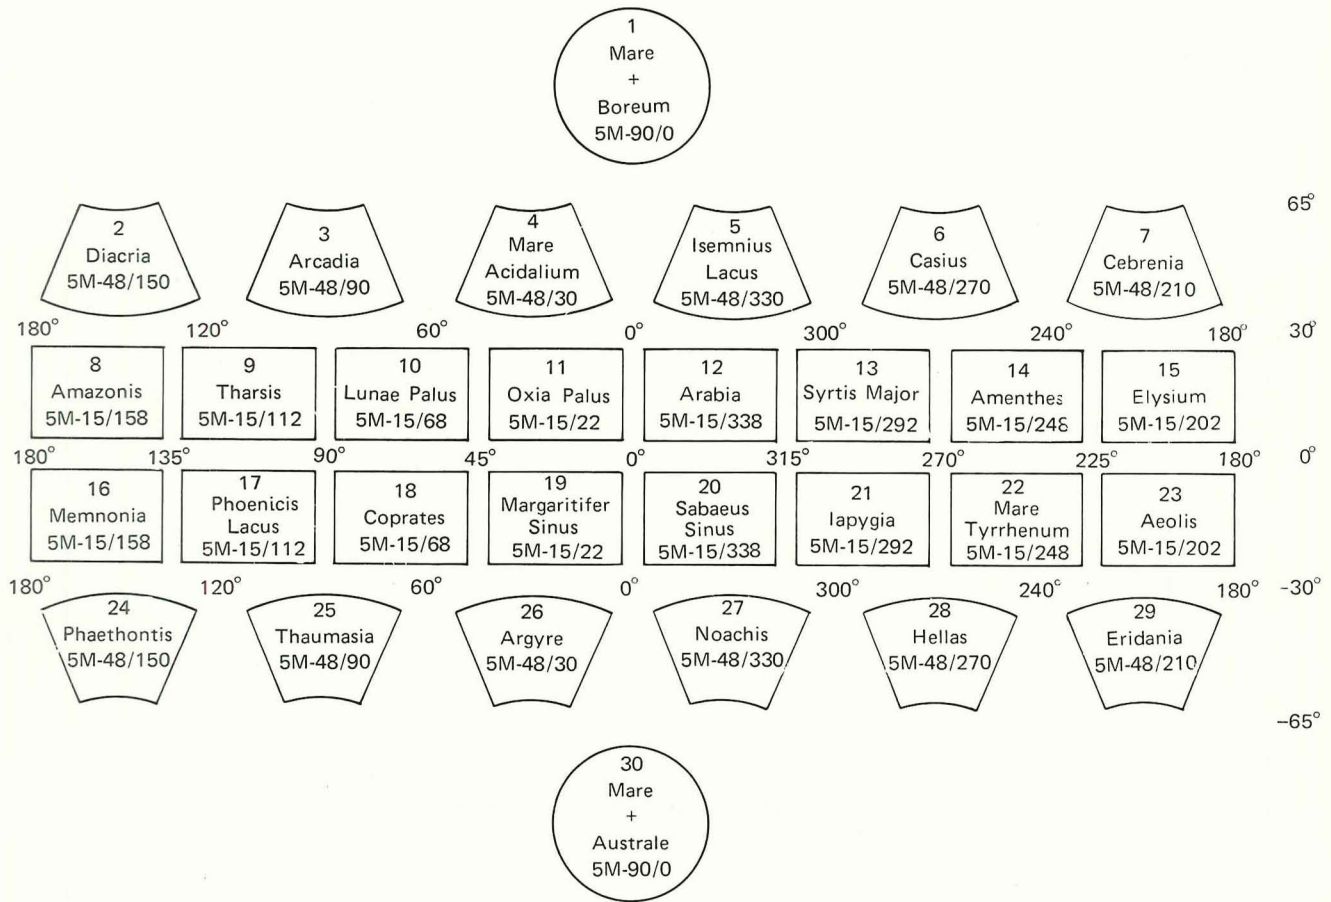 1
Mare
+
Boreum
5M-90/0
65°
2
Diacria
5M-48/150
3
Arcadia
5M-48/90
4
Mare
Acidalium
5M-48/30
5
Isemnius
Lacus
5M-48/330
6
Casius
5M-48/270
7
Cebrenia
5M-48/210
180° 120° 60° 0° 300° 240° 180° 30°
8
Amazonis
5M-15/158
9
Tharsis
5M-15/112
10
Lunae Palus
5M-15/68
11
Oxia Palus
5M-15/22
12
Arabia
5M-15/338
13
Syrtis Major
5M-15/292
14
Amenthes
5M-15/248
15
Elysium
5M-15/202
180° 135° 90° 45° 0° 315° 270° 225° 180° 0°
16
Memnonia
5M-15/158
17
Phoenicis
Lacus
5M-15/112
18
Coprates
5M-15/68
19
Margaritifer
Sinus
5M-15/22
20
Sabaeus
Sinus
5M-15/338
21
Iapygia
5M-15/292
22
Mare
Tyrrhenum
5M-15/248
23
Aeolis
5M-15/202
180° 120° 60° 0° 300° 240° 180° -30°
24
Phaethontis
5M-48/150
25
Thaumasia
5M-48/90
26
Argyre
5M-48/30
27
Noachis
5M-48/330
28
Hellas
5M-48/270
29
Eridania
5M-48/210
-65°
30
Mare
+
Australe
5M-90/0